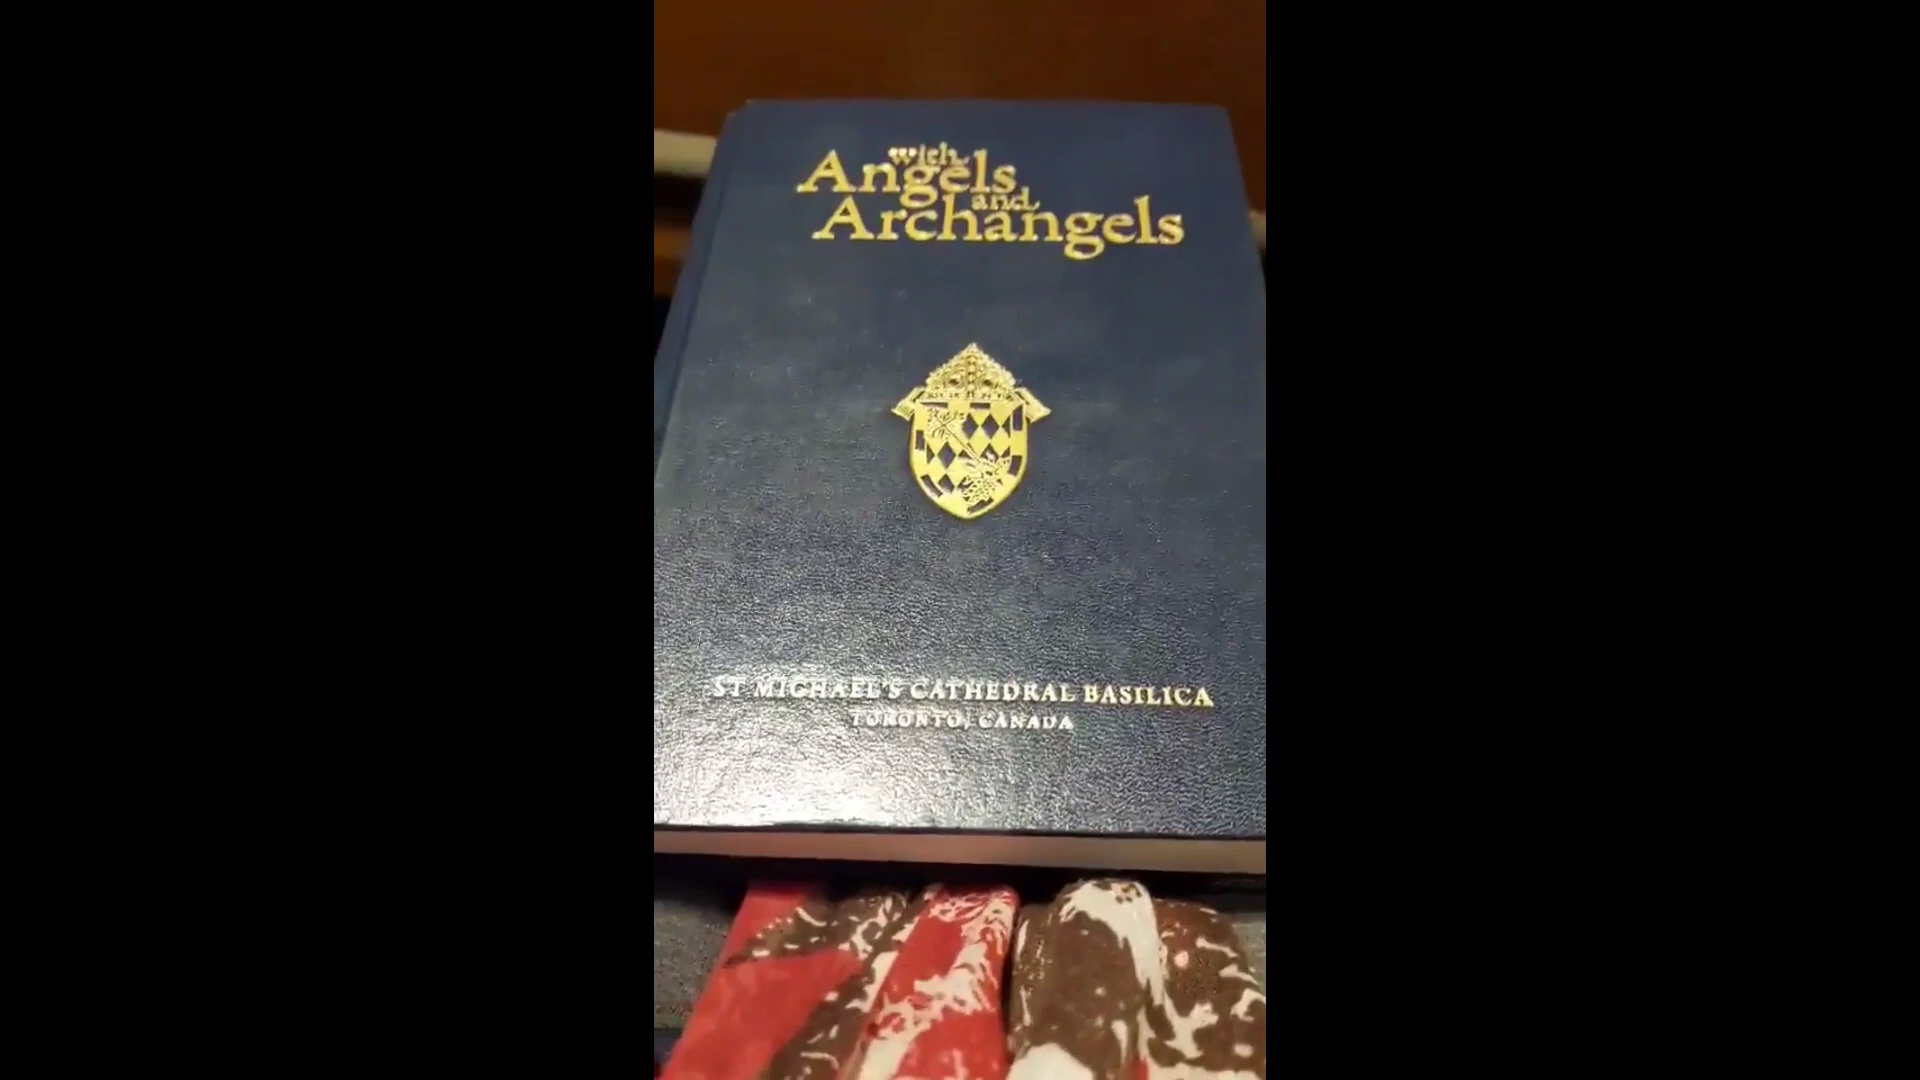 with
Angels
and
Archangels
ST MICHAEL'S CATHEDRAL BASILICA
TORONTO, CANADA